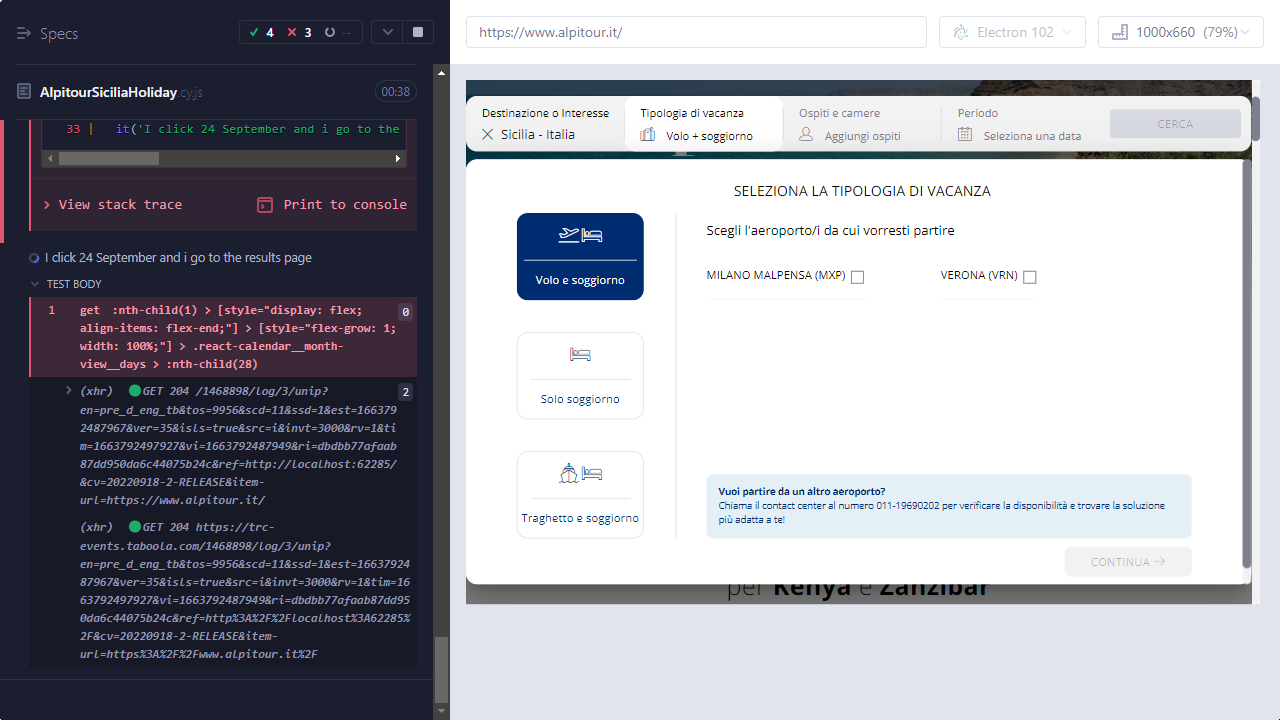 Specs
4
3
--
AlpitourSiciliaHoliday.cy.js
00:38
33 | it('I click 24 September and i go to the
View stack trace
Print to console
I click 24 September and i go to the results page
TEST BODY
1 get :nth-child(1) > [style="display: flex; 0
align-items: flex-end;"] > [style="flex-grow: 1;
width: 100%;"] > .react-calendar__month-
view__days > :nth-child(28)
(xhr) GET 204 /1468898/log/3/unip? 2
en=pre_d_eng_tb&tos=9956&scd=11&ssd=1&est=166379
2487967&ver=35&isls=true&src=i&invt=3000&rv=1&ti
m=1663792497927&vi=1663792487949&ri=dbdbb77afaab
87dd950da6c44075b24c&ref=http://localhost:62285/
&cv=20220918-2-RELEASE&item-
url=https://www.alpitour.it/
(xhr) GET 204 https://trc-
events.taboola.com/1468898/log/3/unip?
en=pre_d_eng_tb&tos=9956&scd=11&ssd=1&est=16637924
87967&ver=35&isls=true&src=i&invt=3000&rv=1&tim=16
63792497927&vi=1663792487949&ri=dbdbb77afaab87dd95
0da6c44075b24c&ref=http%3A%2F%2Flocalhost%3A62285%
2F&cv=20220918-2-RELEASE&item-
url=https%3A%2F%2Fwww.alpitour.it%2F
https://www.alpitour.it/
Electron 102
1000x660 (79%)
Destinazione o Interesse
Sicilia - Italia
Tipologia di vacanza
Volo + soggiorno
Ospiti e camere
Aggiungi ospiti
Periodo
Seleziona una data
CERCA
SELEZIONA LA TIPOLOGIA DI VACANZA
Volo e soggiorno
Solo soggiorno
Traghetto e soggiorno
Scegli l'aeroporto/i da cui vorresti partire
MILANO MALPENSA (MXP)
VERONA (VRN)
Vuoi partire da un altro aeroporto?
Chiama il contact center al numero 011-19690202 per verificare la disponibilità e trovare la soluzione
più adatta a te!
CONTINUA
per Kenya e Zanzibar